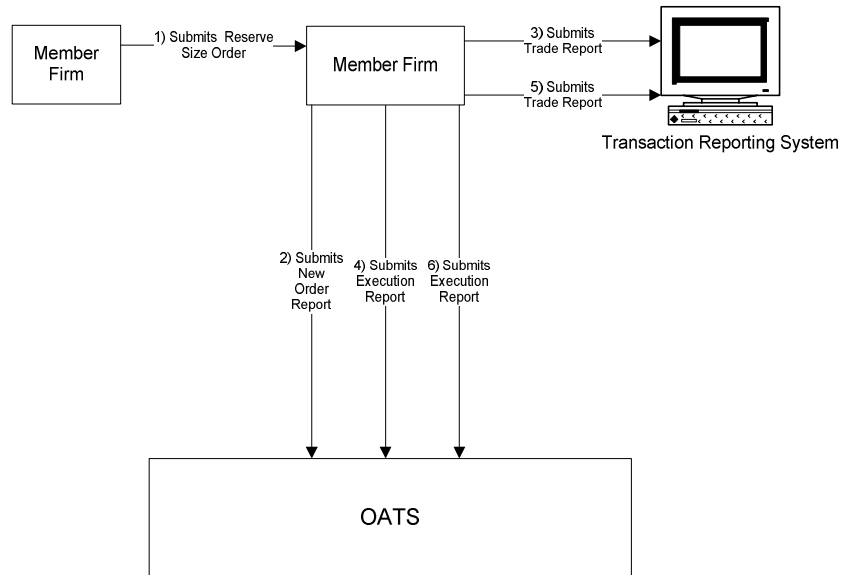 Member
Firm
1) Submits Reserve
Size Order
Member Firm
3) Submits
Trade Report
5) Submits
Trade Report
Transaction Reporting System
2) Submits
New
Order
Report
4) Submits
Execution
Report
6) Submits
Execution
Report
OATS